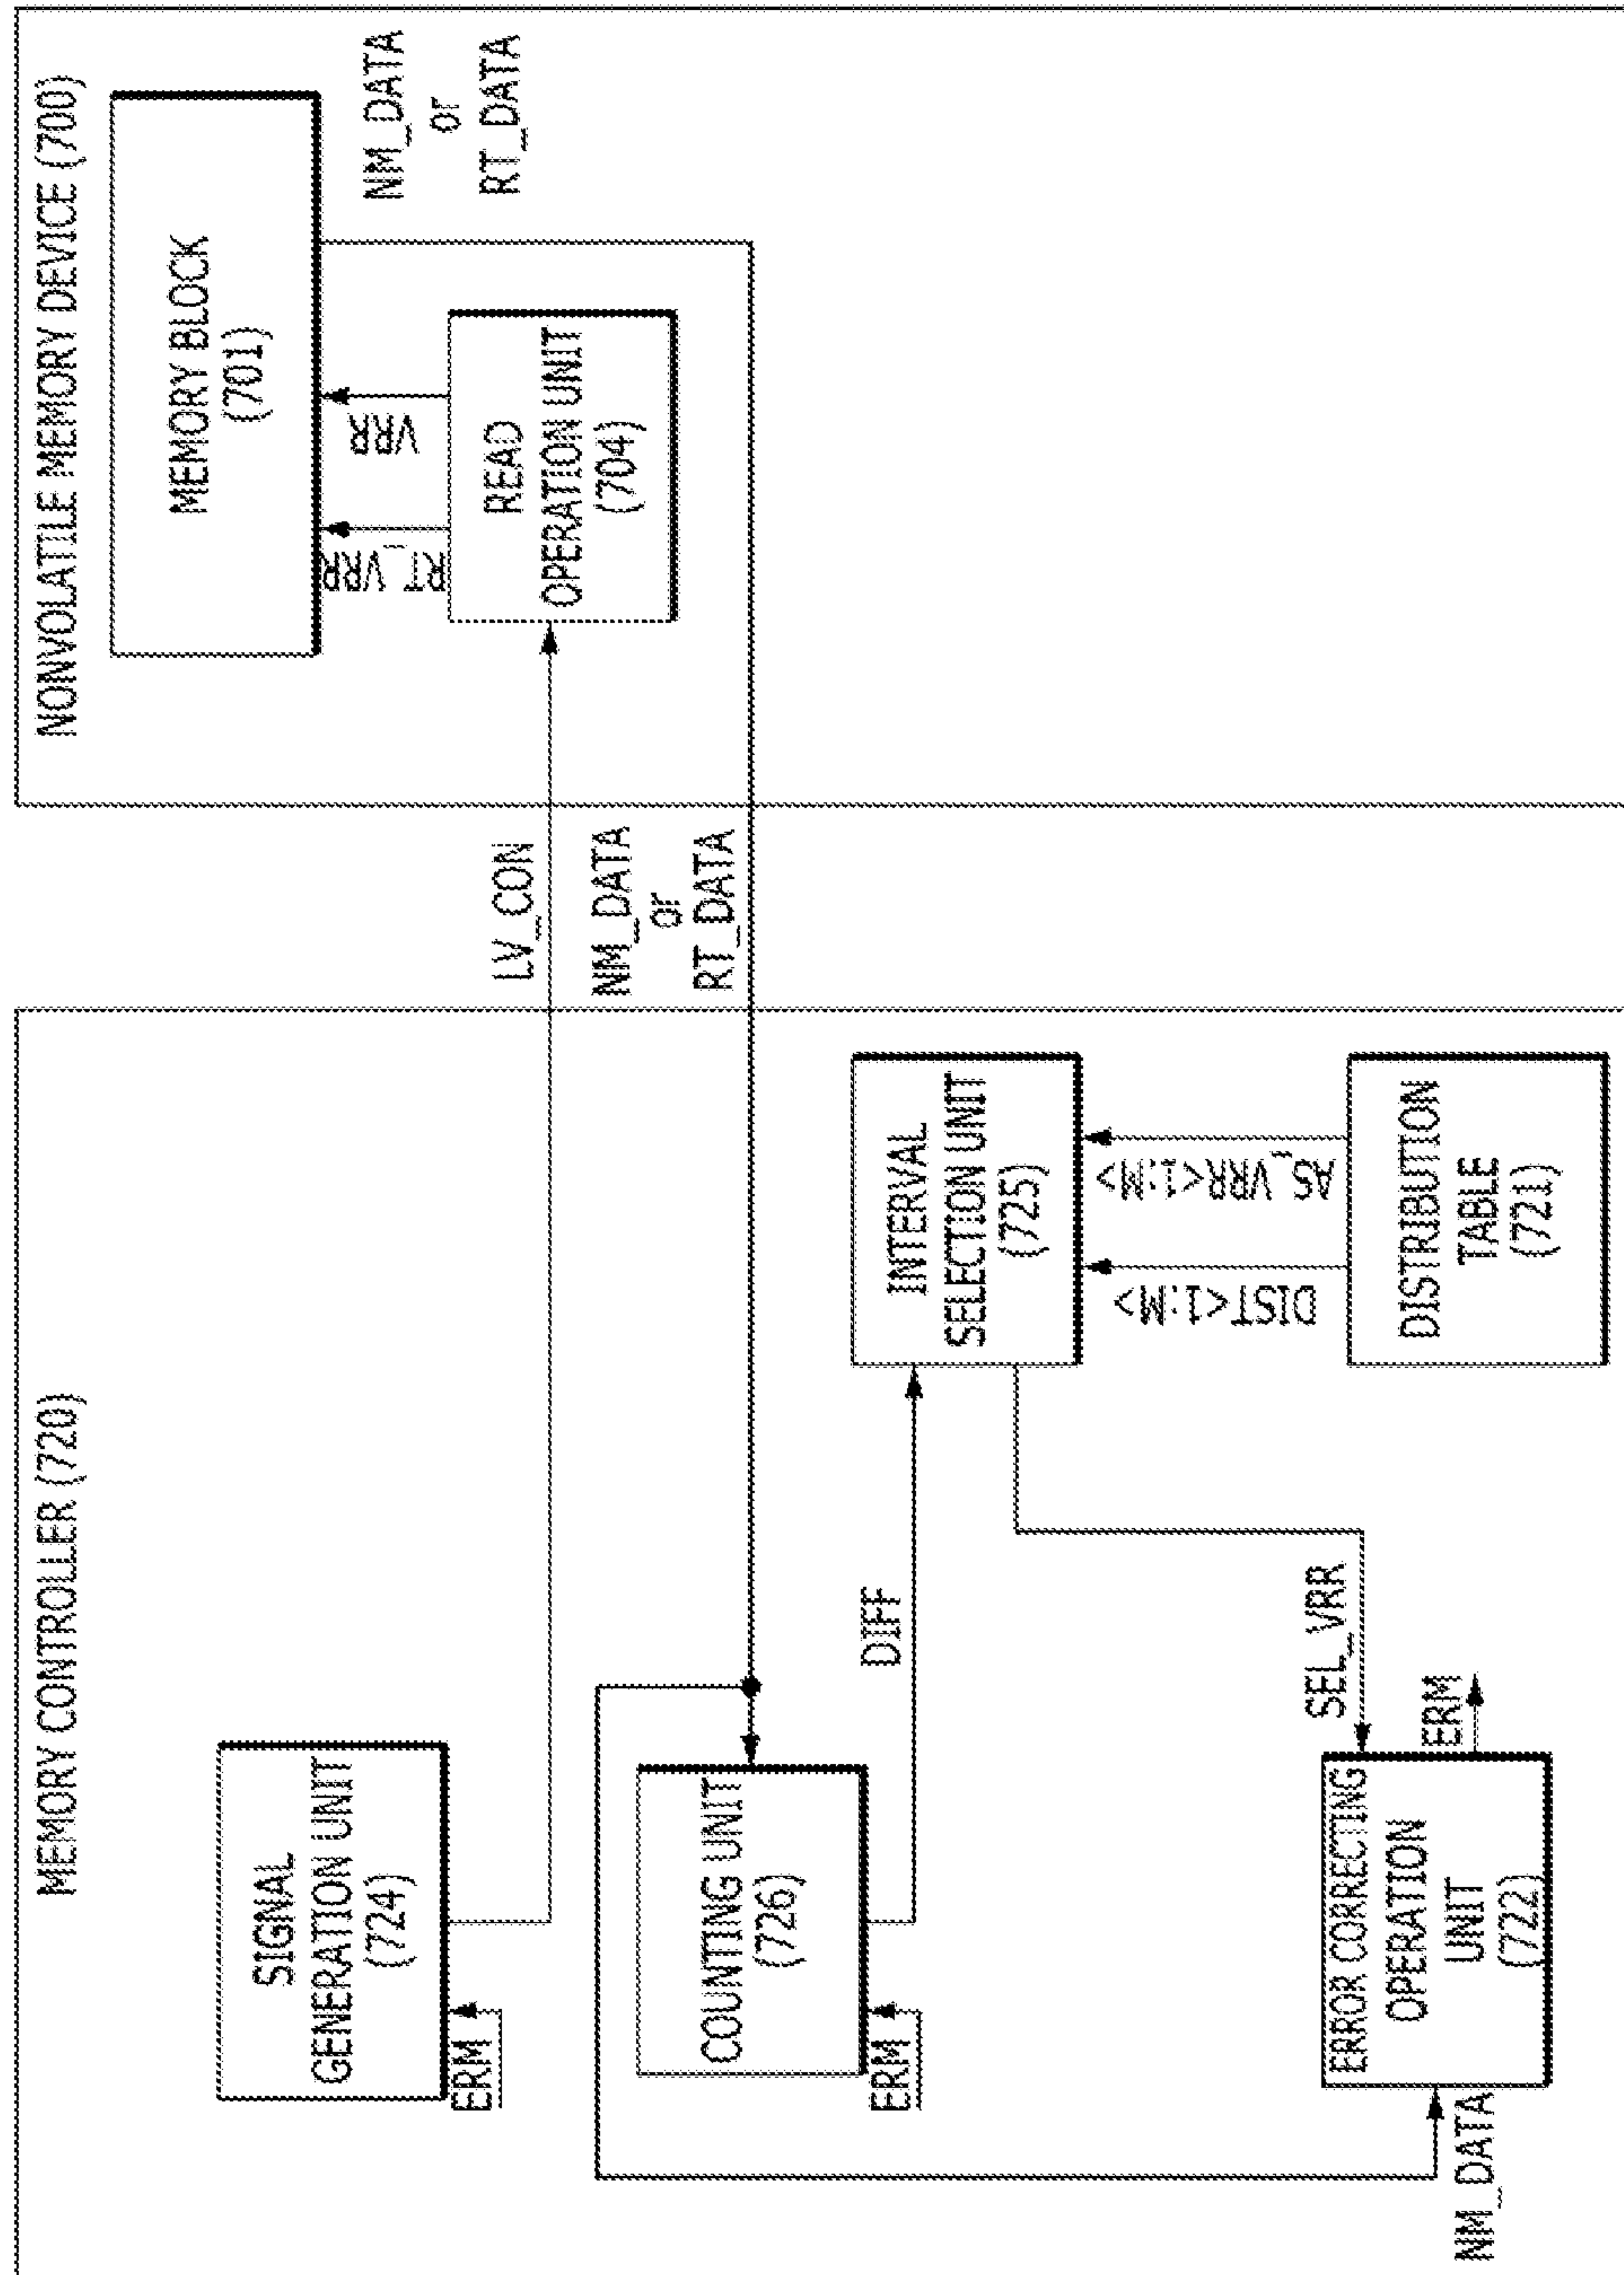 MEMORY CONTROLLER (720)
SIGNAL
GENERATION UNIT
(724)
ERM
LV_CON
COUNTING UNIT
(726)
ERM
NM_DATA
or
RT_DATA
DIFF
INTERVAL
SELECTION UNIT
(725)
DIST<1:M>
AS_VRR<1:M>
DISTRIBUTION
TABLE
(721)
SEL_VRR
ERM
ERROR CORRECTING
OPERATION
UNIT
(722)
NM_DATA
NONVOLATILE MEMORY DEVICE (700)
MEMORY BLOCK
(701)
NM_DATA
or
RT_DATA
RT_VRR
VRR
READ
OPERATION UNIT
(704)